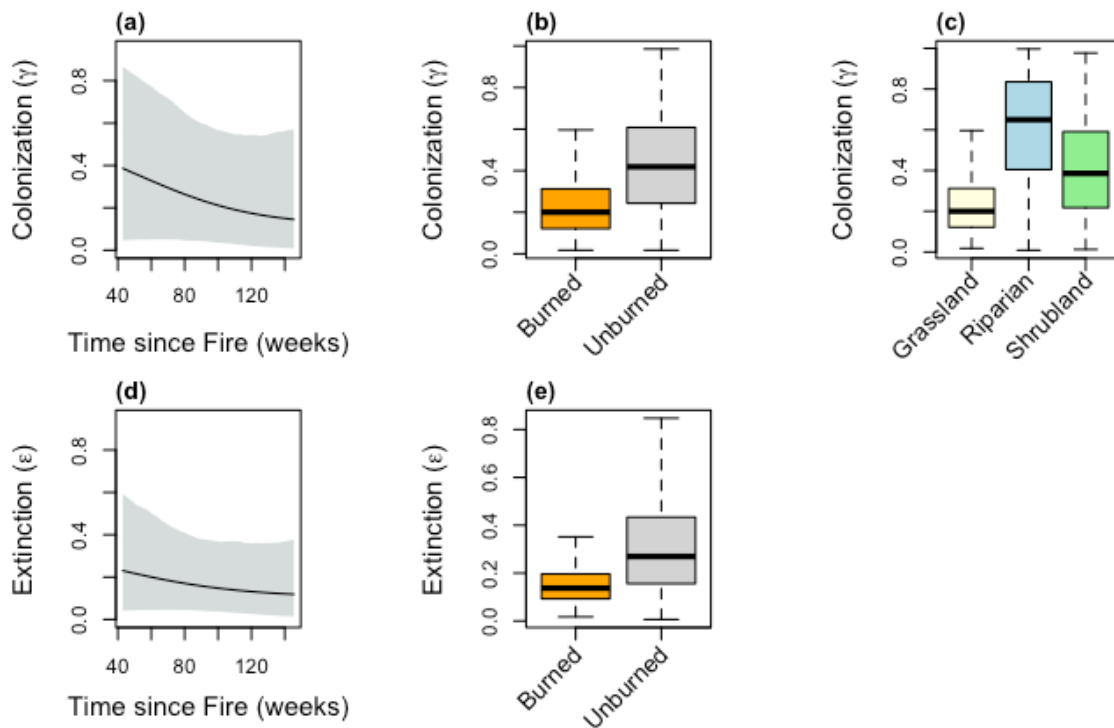 (a)
Colonization (γ)
0.0 0.4 0.8
40 80 120
Time since Fire (weeks)
(b)
Colonization (γ)
0.0 0.4 0.8
Burned
Unburned
(c)
Colonization (γ)
0.0 0.4 0.8
Grassland
Riparian
Shrubland
(d)
Extinction (ε)
0.0 0.4 0.8
40 80 120
Time since Fire (weeks)
(e)
Extinction (ε)
0.0 0.2 0.4 0.6 0.8
Burned
Unburned